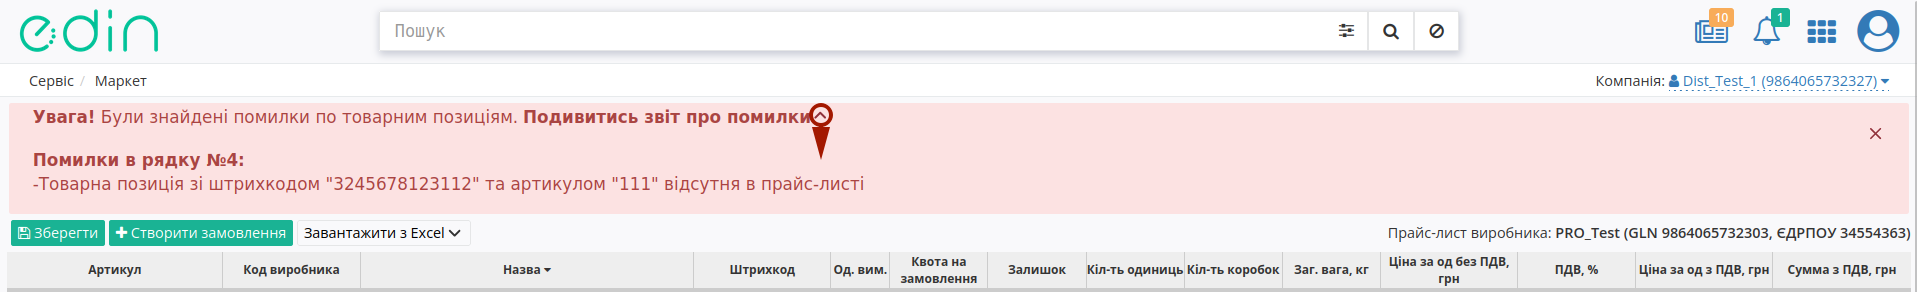 edin
Пошук
10
1
Сервіс / Маркет
Компанія: Dist_Test_1 (9864065732327)
Увага! Були знайдені помилки по товарним позиціям. Подивитись звіт про помилки
Помилки в рядку №4:
-Товарна позиція зі штрихкодом "3245678123112" та артикулом "111" відсутня в прайс-листі
Зберегти
Створити замовлення
Завантажити з Excel
Прайс-лист виробника: PRO_Test (GLN 9864065732303, ЄДРПОУ 34554363)
Артикул
Код виробника
Назва
Штрихкод
Од. вим.
Квота на
замовлення
Залишок
Кіл-ть одиниць
Кіл-ть коробок
Заг. вага, кг
Ціна за од без ПДВ,
грн
ПДВ, %
Ціна за од з ПДВ, грн
Сумма з ПДВ, грн